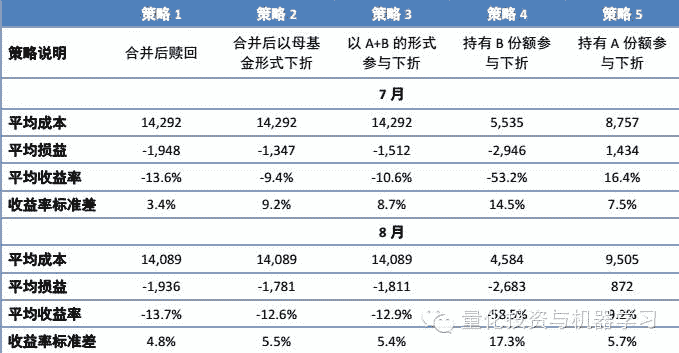 策略 1 策略 2 策略 3 策略 4 策略 5
策略说明 合并后赎回 合并后以母基金形式下折 以 A+B 的形式参与下折 持有 B 份额参与下折 持有 A 份额参与下折
7 月
平均成本 14,292 14,292 14,292 5,535 8,757
平均损益 -1,948 -1,347 -1,512 -2,946 1,434
平均收益率 -13.6% -9.4% -10.6% -53.2% 16.4%
收益率标准差 3.4% 9.2% 8.7% 14.5% 7.5%
8 月
平均成本 14,089 14,089 14,089 4,584 9,505
平均损益 -1,936 -1,781 -1,811 -2,683 872
平均收益率 -13.7% -12.6% -12.9% -58.5% 9.2%
收益率标准差 4.8% 5.5% 5.4% 17.3% 5.7%
量化投资与机器学习